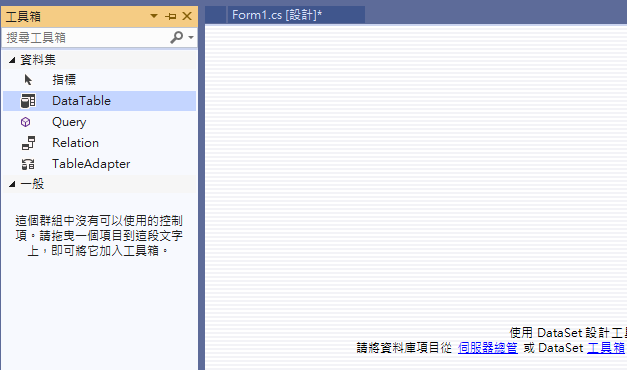 工具箱
Form1.cs [設計]*
搜尋工具箱
資料集
指標
DataTable
Query
Relation
TableAdapter
一般
這個群組中沒有可以使用的控制
項。請拖曳一個項目到這段文字
上，即可將它加入工具箱。
使用 DataSet 設計工
請將資料庫項目從 伺服器總管 或 DataSet 工具箱